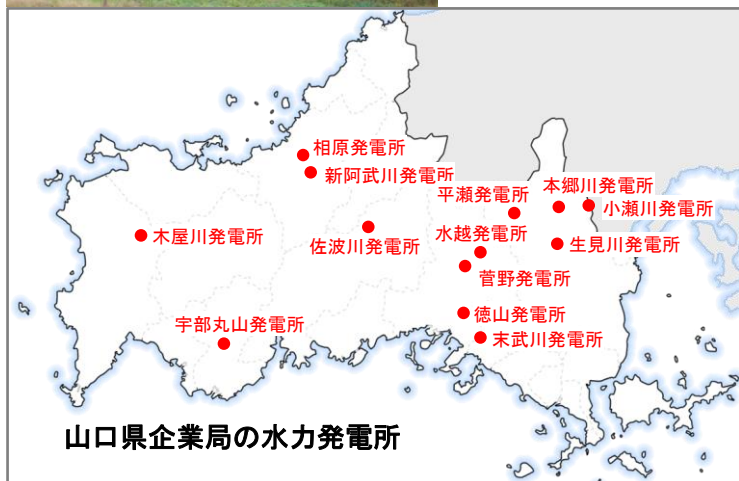 相原発電所
新阿武川発電所
平瀬発電所
本郷川発電所
小瀬川発電所
木屋川発電所
佐波川発電所
水越発電所
生見川発電所
菅野発電所
徳山発電所
宇部丸山発電所
末武川発電所
山口県企業局の水力発電所